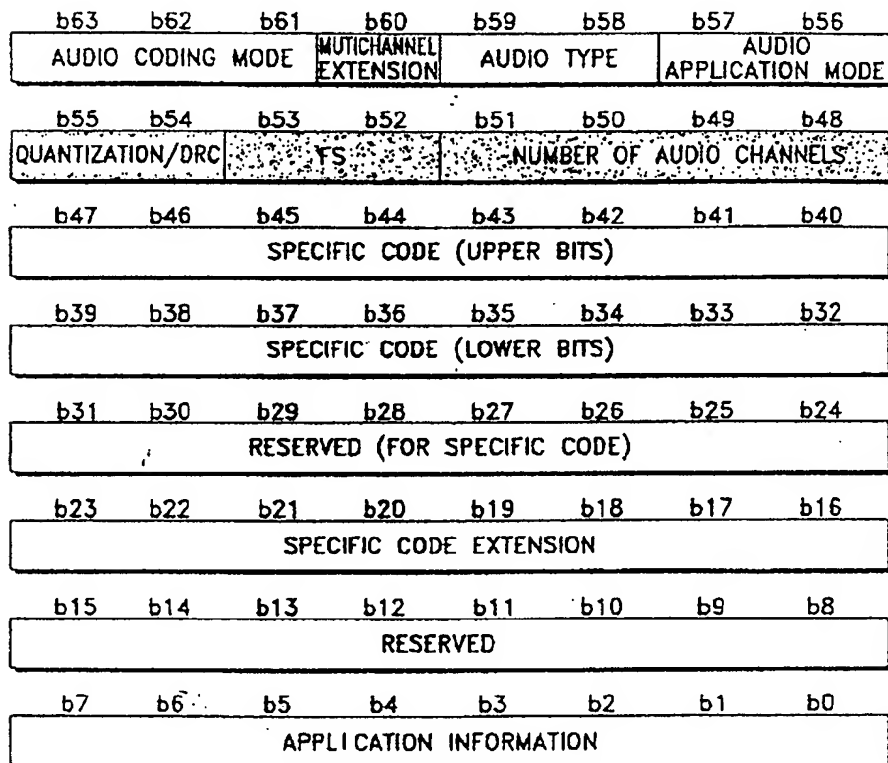 b63 b62 b61 b60 b59 b58 b57 b56
AUDIO CODING MODE MUTICHANNEL EXTENSION AUDIO TYPE AUDIO APPLICATION MODE
b55 b54 b53 b52 b51 b50 b49 b48
QUANTIZATION/DRC FS NUMBER OF AUDIO CHANNELS
b47 b46 b45 b44 b43 b42 b41 b40
SPECIFIC CODE (UPPER BITS)
b39 b38 b37 b36 b35 b34 b33 b32
SPECIFIC CODE (LOWER BITS)
b31 b30 b29 b28 b27 b26 b25 b24
RESERVED (FOR SPECIFIC CODE)
b23 b22 b21 b20 b19 b18 b17 b16
SPECIFIC CODE EXTENSION
b15 b14 b13 b12 b11 b10 b9 b8
RESERVED
b7 b6 b5 b4 b3 b2 b1 b0
APPLICATION INFORMATION